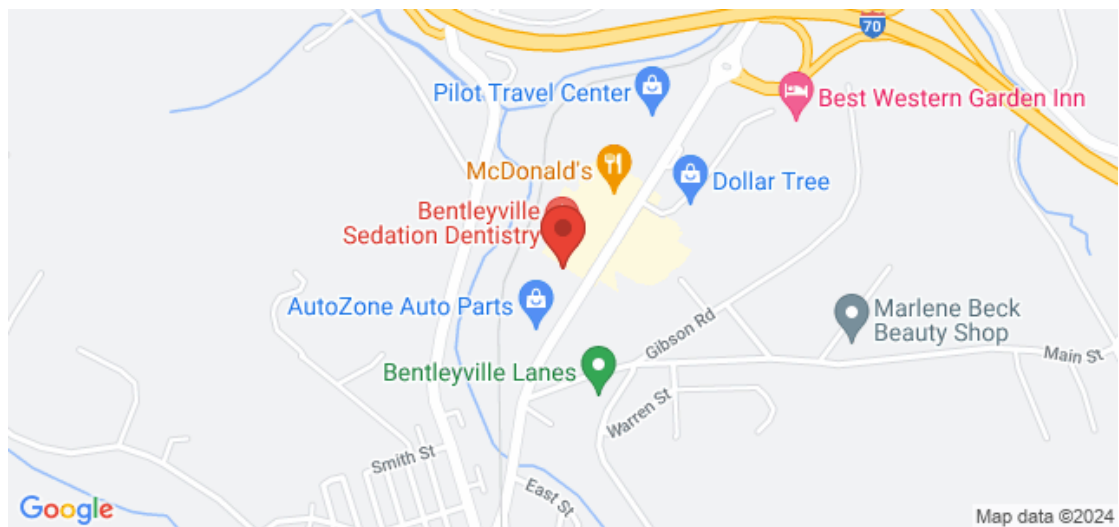 70
Pilot Travel Center
Best Western Garden Inn
McDonald's
Dollar Tree
Bentleyville
Sedation Dentistry
AutoZone Auto Parts
Marlene Beck
Beauty Shop
Gibson Rd
Main St
Bentleyville Lanes
Warren St
Smith St
East St
Google
Map data ©2024